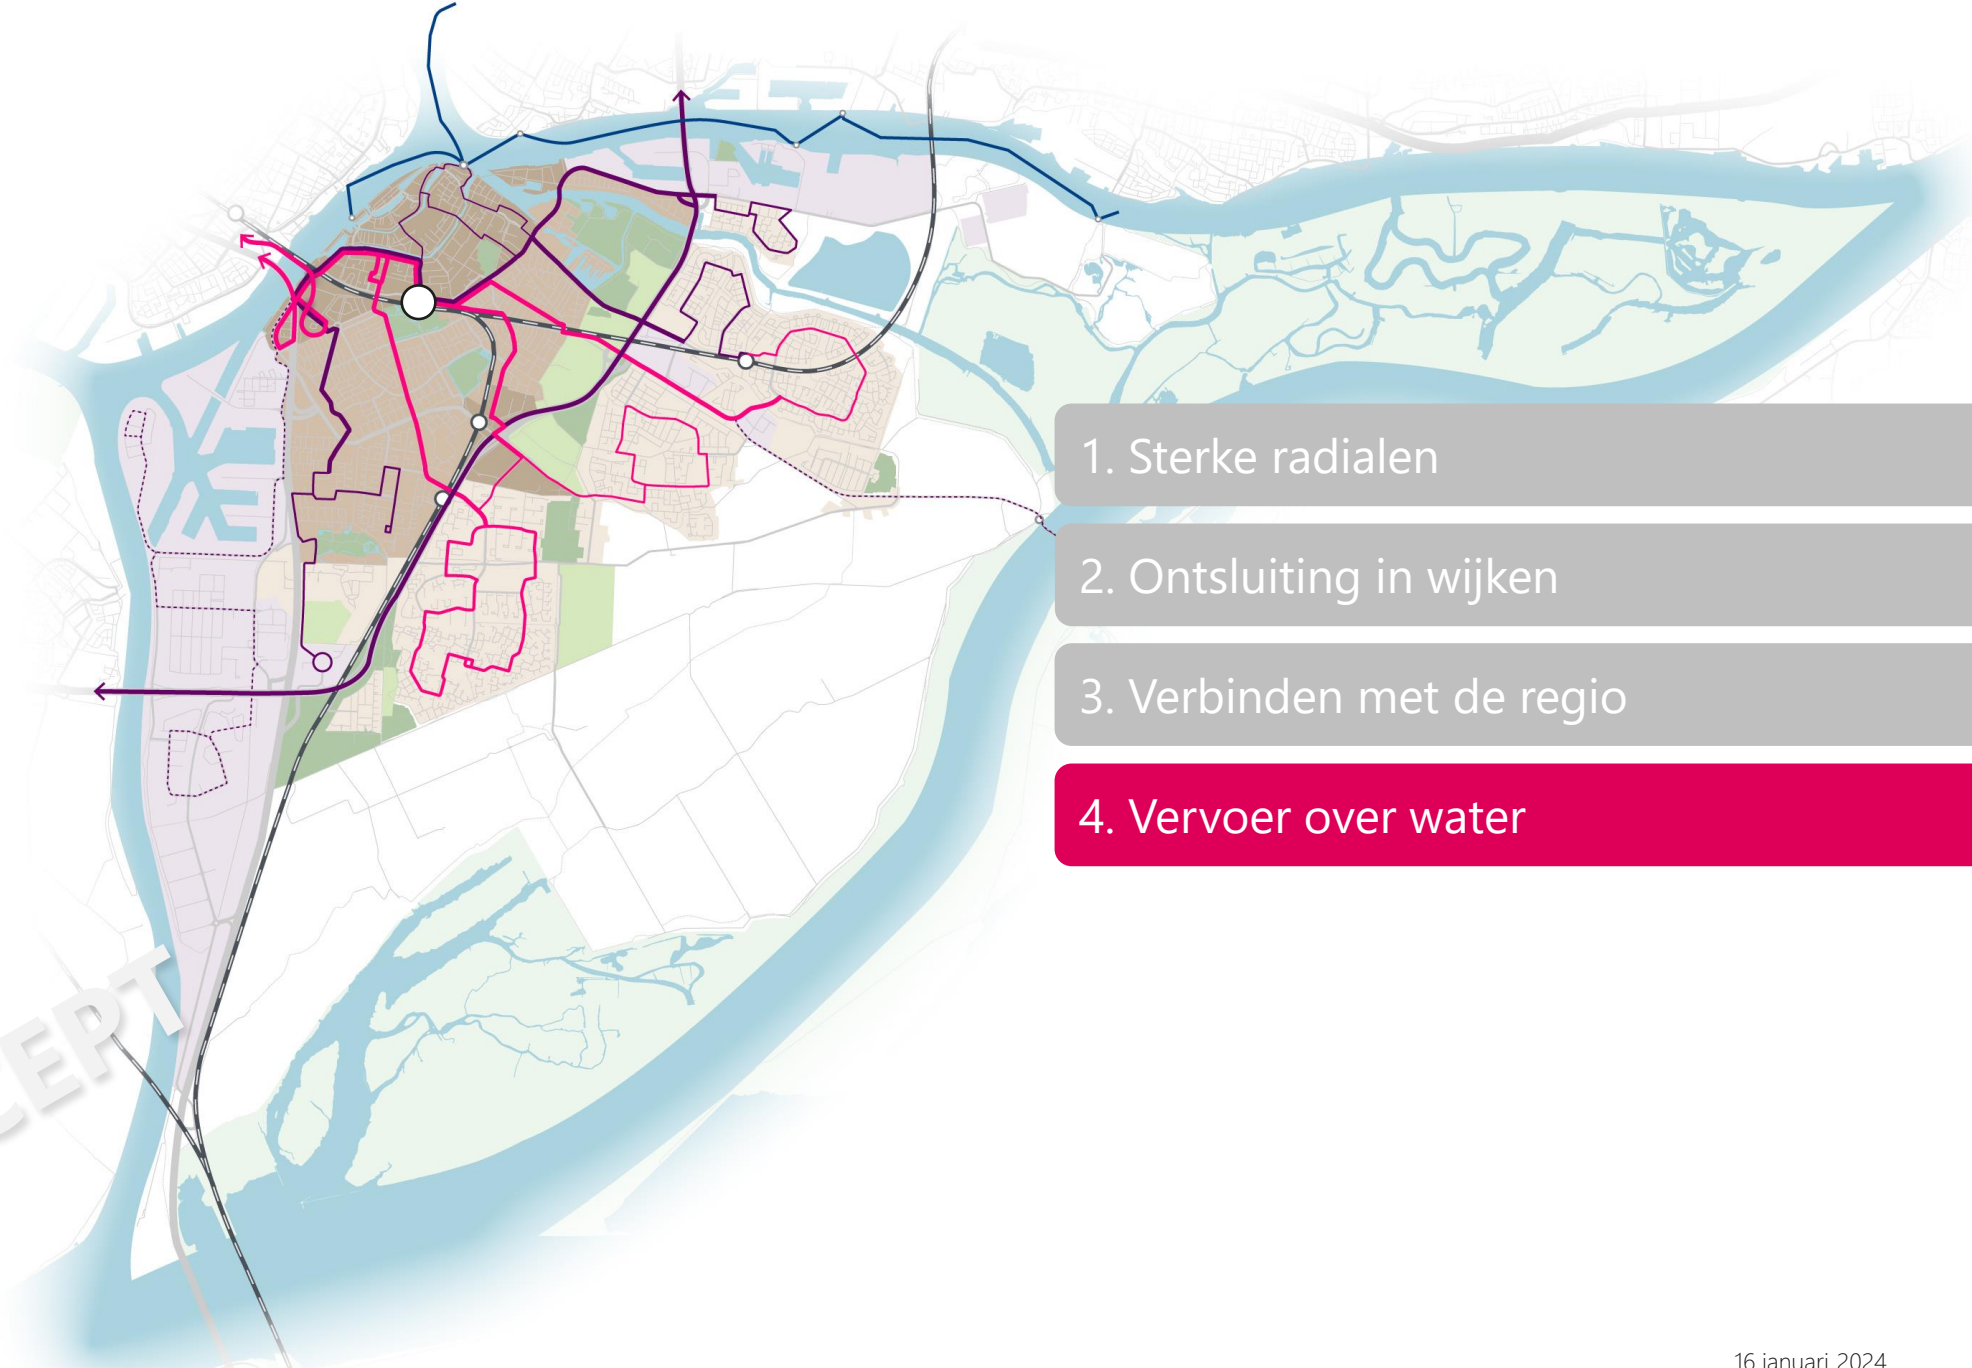 1. Sterke radialen
2. Ontsluiting in wijken
3. Verbinden met de regio
4. Vervoer over water
CEPT
16 januari 2024